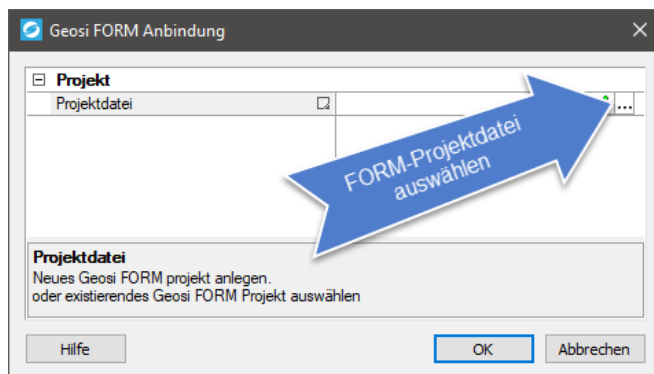 Geosi FORM Anbindung
Projekt
Projektdatei
...
FORM-Projektdatei
auswählen
Projektdatei
Neues Geosi FORM projekt anlegen.
oder existierendes Geosi FORM Projekt auswählen
Hilfe
OK
Abbrechen